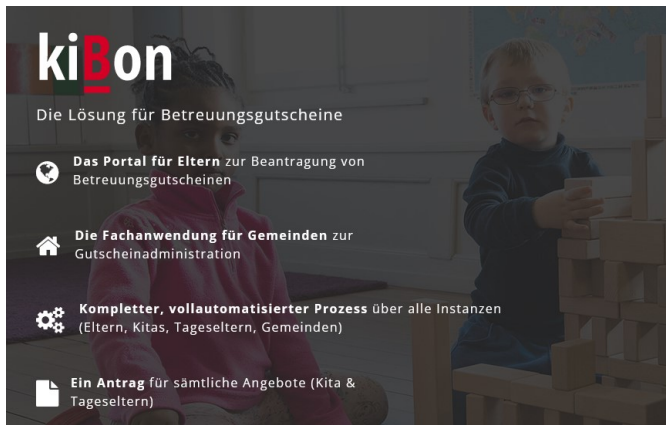 kiBon
Die Lösung für Betreuungsgutscheine
Das Portal für Eltern zur Beantragung von
Betreuungsgutscheinen
Die Fachanwendung für Gemeinden zur
Gutscheinadministration
Kompletter, vollautomatisierter Prozess über alle Instanzen
(Eltern, Kitas, Tageseltern, Gemeinden)
Ein Antrag für sämtliche Angebote (Kita &
Tageseltern)